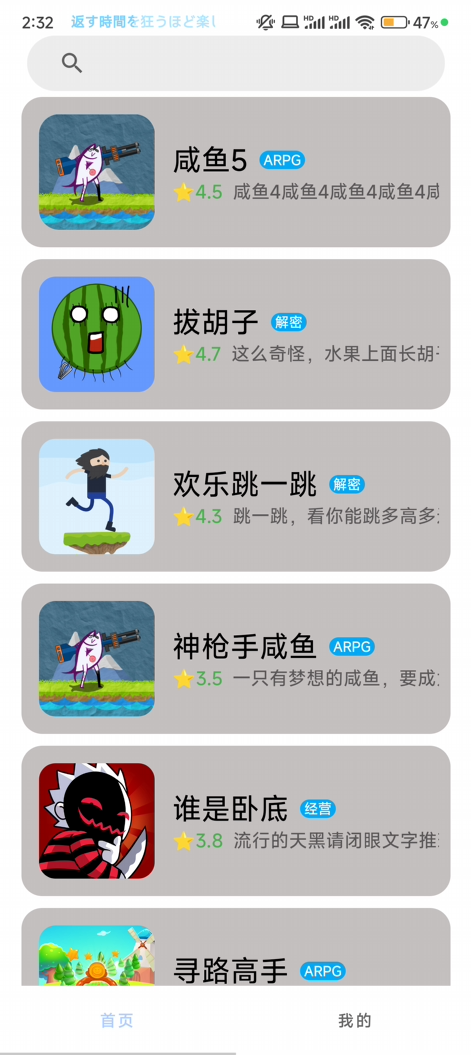 2:32 返す時間を狂うほど楽し 47%
咸鱼5 ARPG
4.5 咸鱼4咸鱼4咸鱼4咸鱼4咸
拔胡子 解密
4.7 这么奇怪，水果上面长胡
欢乐跳一跳 解密
4.3 跳一跳，看你能跳多高多
神枪手咸鱼 ARPG
3.5 一只有梦想的咸鱼，要成
谁是卧底 经营
3.8 流行的天黑请闭眼文字推
寻路高手 ARPG
首页 我的